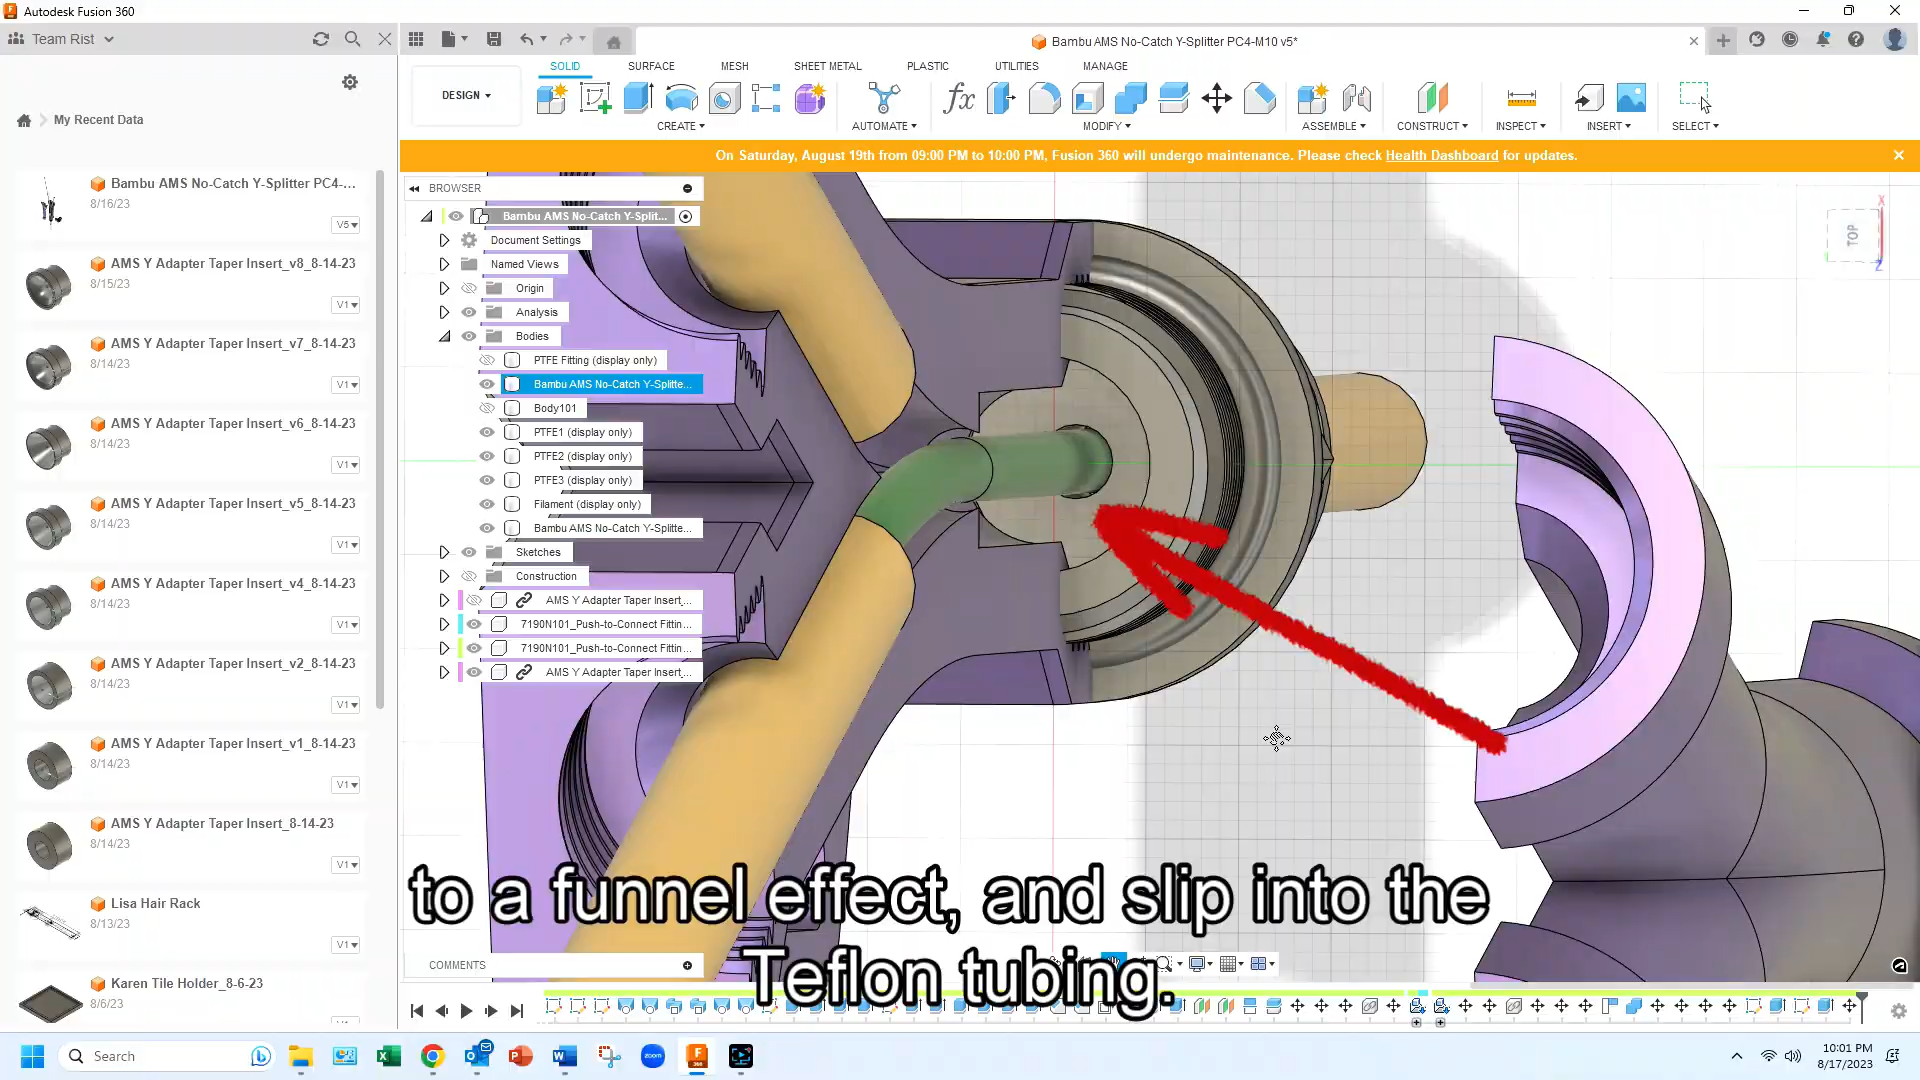 Autodesk Fusion 360
Team Rist
Bambu AMS No-Catch Y-Splitter PC4-M10 v5*
SOLID
SURFACE
MESH
SHEET METAL
PLASTIC
UTILITIES
MANAGE
DESIGN
fx
CREATE
AUTOMATE
MODIFY
ASSEMBLE
CONSTRUCT
INSPECT
INSERT
SELECT
My Recent Data
On Saturday, August 19th from 09:00 PM to 10:00 PM, Fusion 360 will undergo maintenance. Please check Health Dashboard for updates.
Bambu AMS No-Catch Y-Splitter PC4-...
8/16/23
V5
AMS Y Adapter Taper Insert_v8_8-14-23
8/15/23
V1
AMS Y Adapter Taper Insert_v7_8-14-23
8/14/23
V1
AMS Y Adapter Taper Insert_v6_8-14-23
8/14/23
V1
AMS Y Adapter Taper Insert_v5_8-14-23
8/14/23
V1
AMS Y Adapter Taper Insert_v4_8-14-23
8/14/23
V1
AMS Y Adapter Taper Insert_v2_8-14-23
8/14/23
V1
AMS Y Adapter Taper Insert_v1_8-14-23
8/14/23
V1
AMS Y Adapter Taper Insert_8-14-23
8/14/23
V1
Lisa Hair Rack
8/13/23
V1
Karen Tile Holder_8-6-23
8/6/23
BROWSER
Bambu AMS No-Catch Y-Split...
Document Settings
Named Views
Origin
Analysis
Bodies
PTFE Fitting (display only)
Bambu AMS No-Catch Y-Splitte...
Body101
PTFE1 (display only)
PTFE2 (display only)
PTFE3 (display only)
Filament (display only)
Bambu AMS No-Catch Y-Splitte...
Sketches
Construction
AMS Y Adapter Taper Insert_...
7190N101_Push-to-Connect Fittin...
7190N101_Push-to-Connect Fittin...
AMS Y Adapter Taper Insert_...
X
TOP
Z
to a funnel effect, and slip into the
Teflon tubing.
COMMENTS
Search
zoom
10:01 PM
8/17/2023